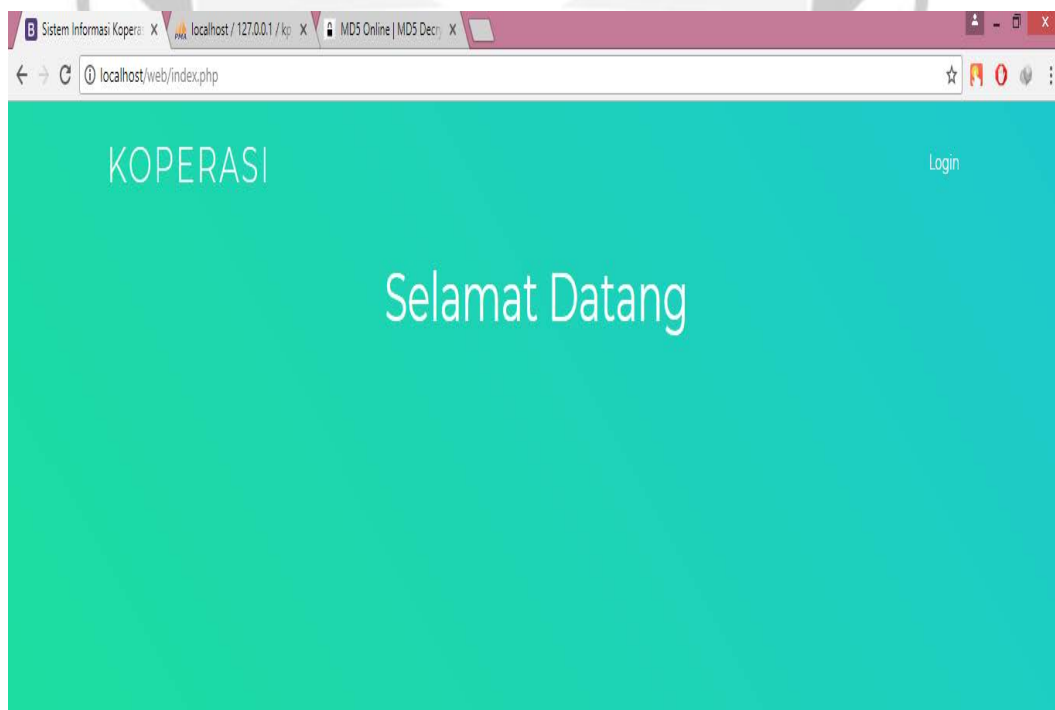 Sistem Informasi Kopera
localhost / 127.0.0.1 / kp
MD5 Online | MD5 Decry
localhost/web/index.php
KOPERASI
Login
Selamat Datang